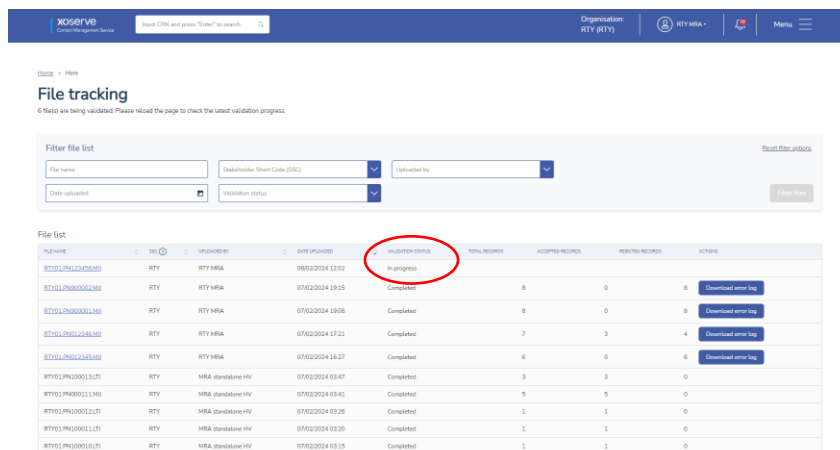 xoserve
Contact Management Service
Input CRN and press "Enter" to search
Organisation:
RTY (RTY)
RTY MRA
Menu
Home > Here
File tracking
6 file(s) are being validated. Please reload the page to check the latest validation progress.
Filter file list
Reset filter options
File name
Stakeholder Short Code (SSC)
Uploaded by
Date uploaded
Validation status
Filter files
File list
FILE NAME SSC ? UPLOADED BY DATE UPLOADED VALIDATION STATUS TOTAL RECORDS ACCEPTED RECORDS REJECTED RECORDS ACTIONS
RTY01.PN123456.MII RTY RTY MRA 08/02/2024 12:02 In progress
RTY01.PN900002.MII RTY RTY MRA 07/02/2024 19:15 Completed 8 0 8 Download error log
RTY01.PN900001.MII RTY RTY MRA 07/02/2024 19:08 Completed 8 0 8 Download error log
RTY01.PN012346.MII RTY RTY MRA 07/02/2024 17:21 Completed 7 3 4 Download error log
RTY01.PN012345.MII RTY RTY MRA 07/02/2024 16:27 Completed 6 0 6 Download error log
RTY01.PN100013.LTI RTY MRA standalone HV 07/02/2024 03:47 Completed 3 3 0
RTY01.PN000111.MII RTY MRA standalone HV 07/02/2024 03:41 Completed 5 5 0
RTY01.PN100012.LTI RTY MRA standalone HV 07/02/2024 03:26 Completed 1 1 0
RTY01.PN100011.LTI RTY MRA standalone HV 07/02/2024 03:20 Completed 1 1 0
RTY01.PN100010.LTI RTY MRA standalone HV 07/02/2024 03:15 Completed 1 1 0